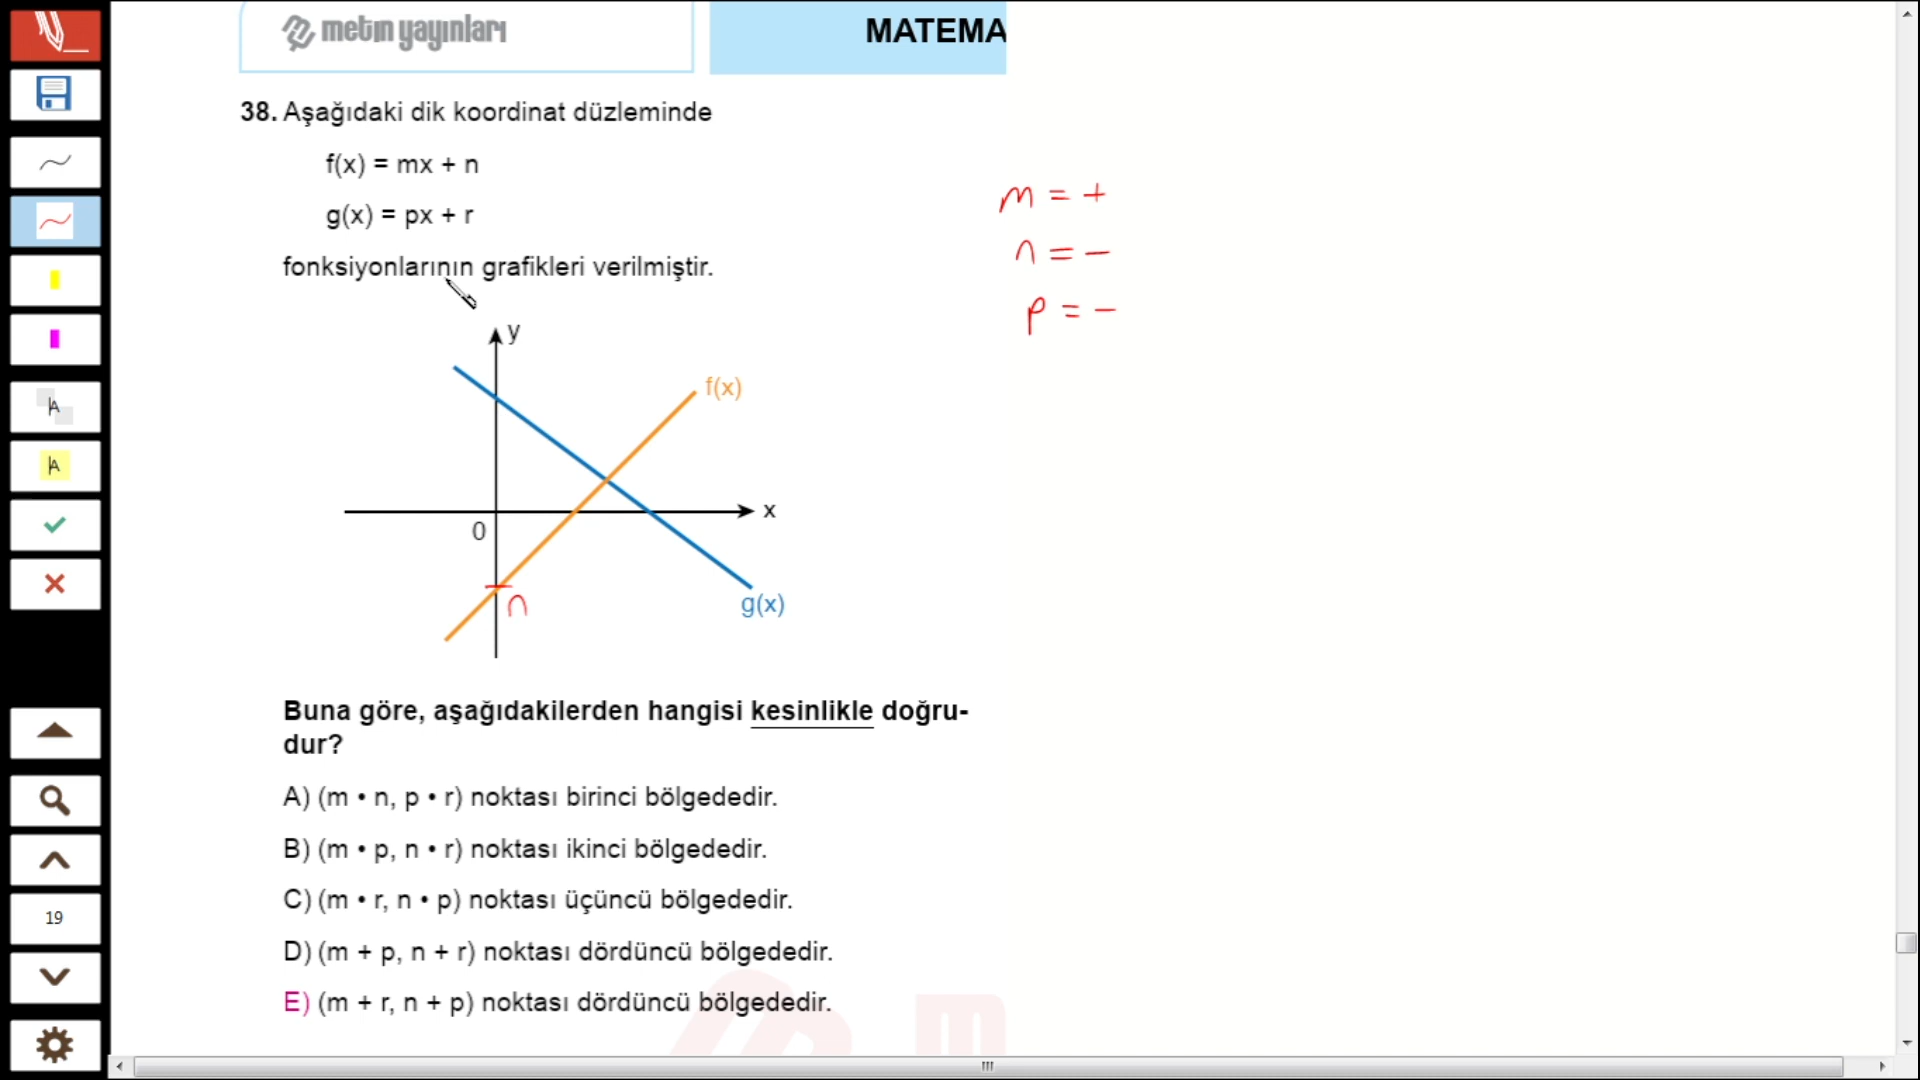 metin yayınları
MATEMA
38. Aşağıdaki dik koordinat düzleminde
f(x) = mx + n
g(x) = px + r
fonksiyonlarının grafikleri verilmiştir.
m = +
n = −
p = −
y
f(x)
x
0
n
g(x)
Buna göre, aşağıdakilerden hangisi kesinlikle doğru-
dur?
A) (m • n, p • r) noktası birinci bölgededir.
B) (m • p, n • r) noktası ikinci bölgededir.
C) (m • r, n • p) noktası üçüncü bölgededir.
D) (m + p, n + r) noktası dördüncü bölgededir.
E) (m + r, n + p) noktası dördüncü bölgededir.
A
A
19